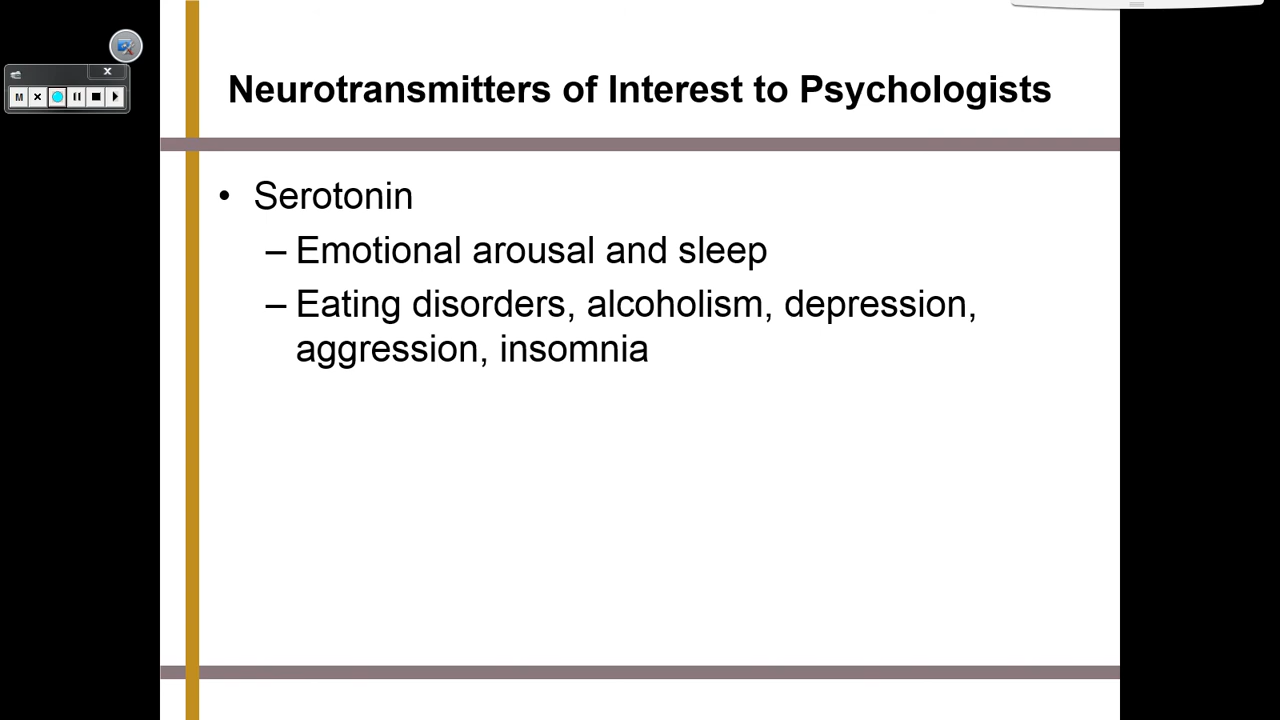 Neurotransmitters of Interest to Psychologists
M
• Serotonin
– Emotional arousal and sleep
– Eating disorders, alcoholism, depression,
aggression, insomnia